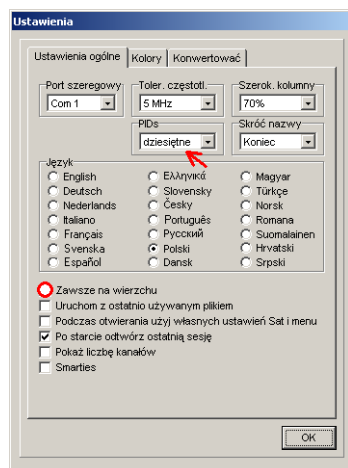 Ustawienia
Ustawienia ogólne Kolory Konwertować
Port szeregowy Toler. częstotl. Szerok. kolumny
Com 1 5 MHz 70%
PIDs Skróć nazwy
dziesiętne Koniec
Język
English Ελληνικά Magyar
Deutsch Slovensky Türkçe
Nederlands Česky Norsk
Italiano Português Romana
Français Русский Suomalainen
Svenska Polski Hrvatski
Español Dansk Srpski
Zawsze na wierzchu
Uruchom z ostatnio używanym plikiem
Podczas otwierania użyj własnych ustawień Sat i menu
Po starcie odtwórz ostatnią sesję
Pokaż liczbę kanałów
Smarties
OK